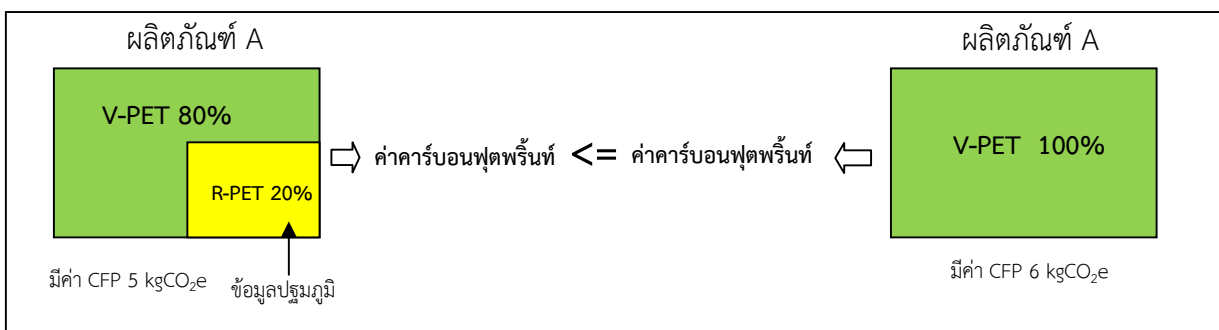 ผลิตภัณฑ์ A
V-PET 80%
R-PET 20%
มีค่า CFP 5 kgCO₂e
ข้อมูลปฐมภูมิ
ค่าคาร์บอนฟุตพริ้นท์ <= ค่าคาร์บอนฟุตพริ้นท์
ผลิตภัณฑ์ A
V-PET 100%
มีค่า CFP 6 kgCO₂e